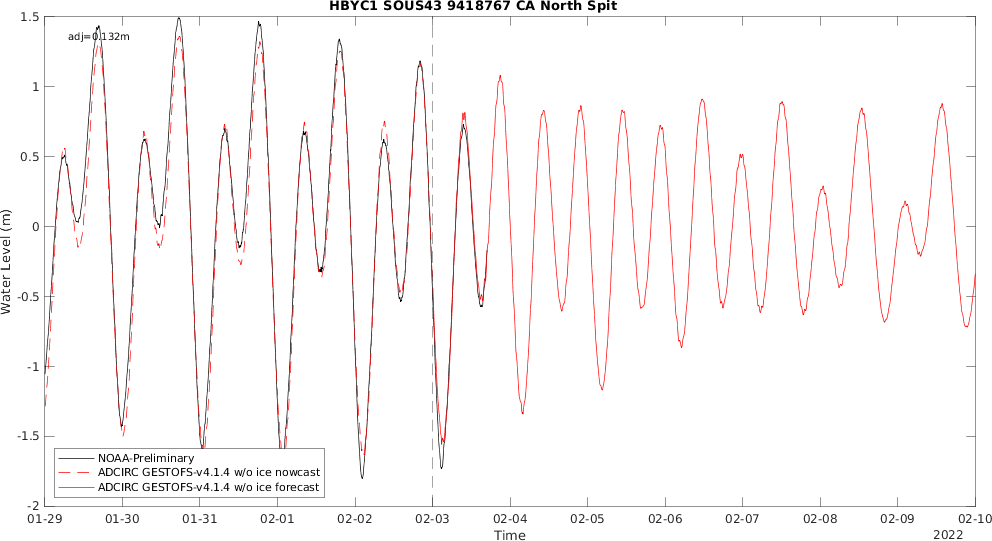 HBYC1 SOUS43 9418767 CA North Spit
adj=0.132m
1.5
1
0.5
0
-0.5
-1
-1.5
-2
Water Level (m)
NOAA-Preliminary
ADCIRC GESTOFS-v4.1.4 w/o ice nowcast
ADCIRC GESTOFS-v4.1.4 w/o ice forecast
01-29 01-30 01-31 02-01 02-02 02-03 02-04 02-05 02-06 02-07 02-08 02-09 02-10
Time
2022